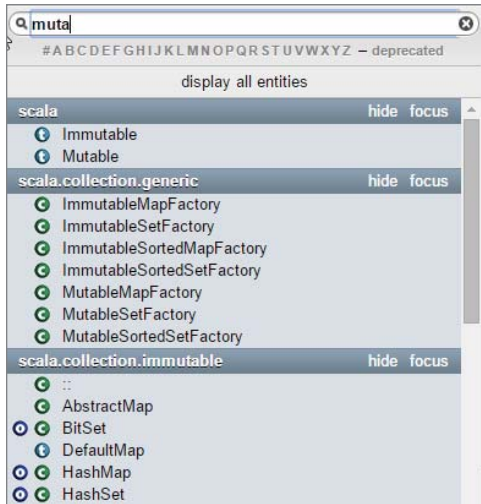 muta
#ABCDEFGHIJKLMNOPQRSTUVWXYZ – deprecated
display all entities
scala hide focus
t Immutable
t Mutable
scala.collection.generic hide focus
C ImmutableMapFactory
C ImmutableSetFactory
C ImmutableSortedMapFactory
C ImmutableSortedSetFactory
C MutableMapFactory
C MutableSetFactory
C MutableSortedSetFactory
scala.collection.immutable hide focus
C ::
C AbstractMap
O C BitSet
t DefaultMap
O C HashMap
O C HashSet